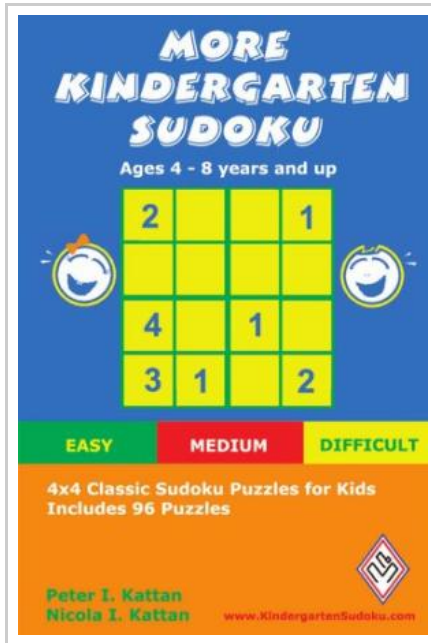 MORE
KINDERGARTEN
SUDOKU
Ages 4 - 8 years and up
2 1
4 1
3 1 2
EASY MEDIUM DIFFICULT
4x4 Classic Sudoku Puzzles for Kids
Includes 96 Puzzles
Peter I. Kattan
Nicola I. Kattan www.KindergartenSudoku.com